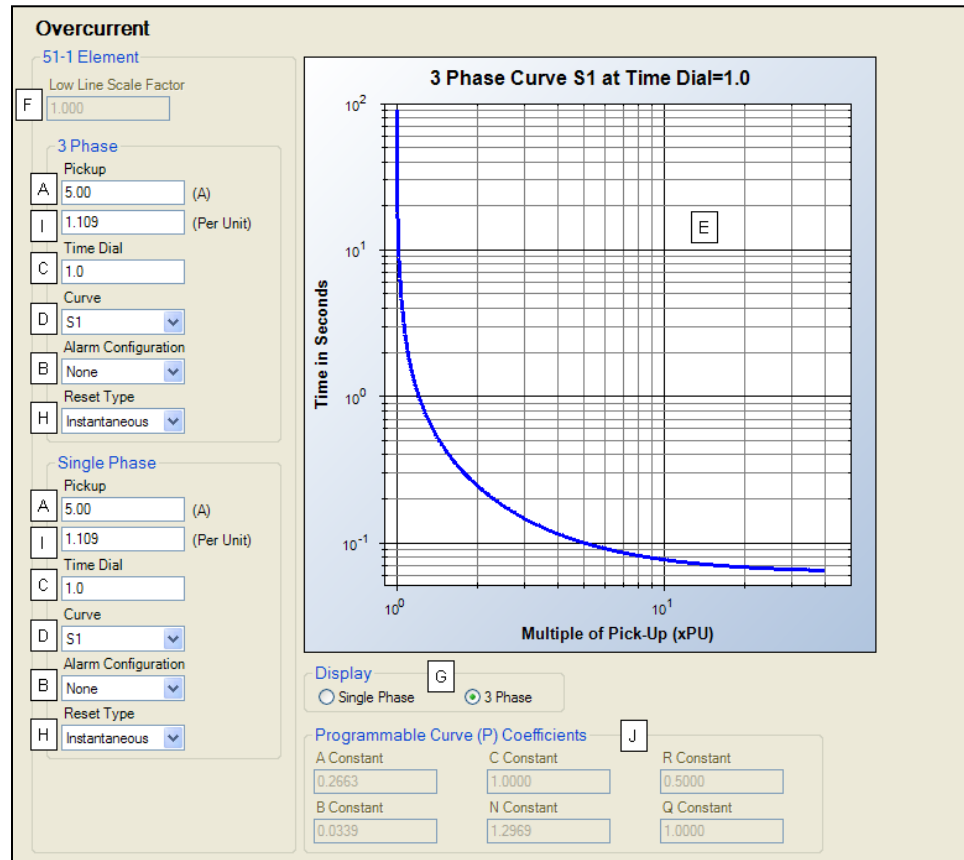 Overcurrent
51-1 Element
Low Line Scale Factor
F 1.000
3 Phase
Pickup
A 5.00 (A)
I 1.109 (Per Unit)
Time Dial
C 1.0
Curve
D S1
Alarm Configuration
B None
Reset Type
H Instantaneous
Single Phase
Pickup
A 5.00 (A)
I 1.109 (Per Unit)
Time Dial
C 1.0
Curve
D S1
Alarm Configuration
B None
Reset Type
H Instantaneous
3 Phase Curve S1 at Time Dial=1.0
Time in Seconds
10²
10¹
10⁰
10⁻¹
E
10⁰ 10¹
Multiple of Pick-Up (xPU)
Display G
Single Phase 3 Phase
Programmable Curve (P) Coefficients J
A Constant C Constant R Constant
0.2663 1.0000 0.5000
B Constant N Constant Q Constant
0.0339 1.2969 1.0000